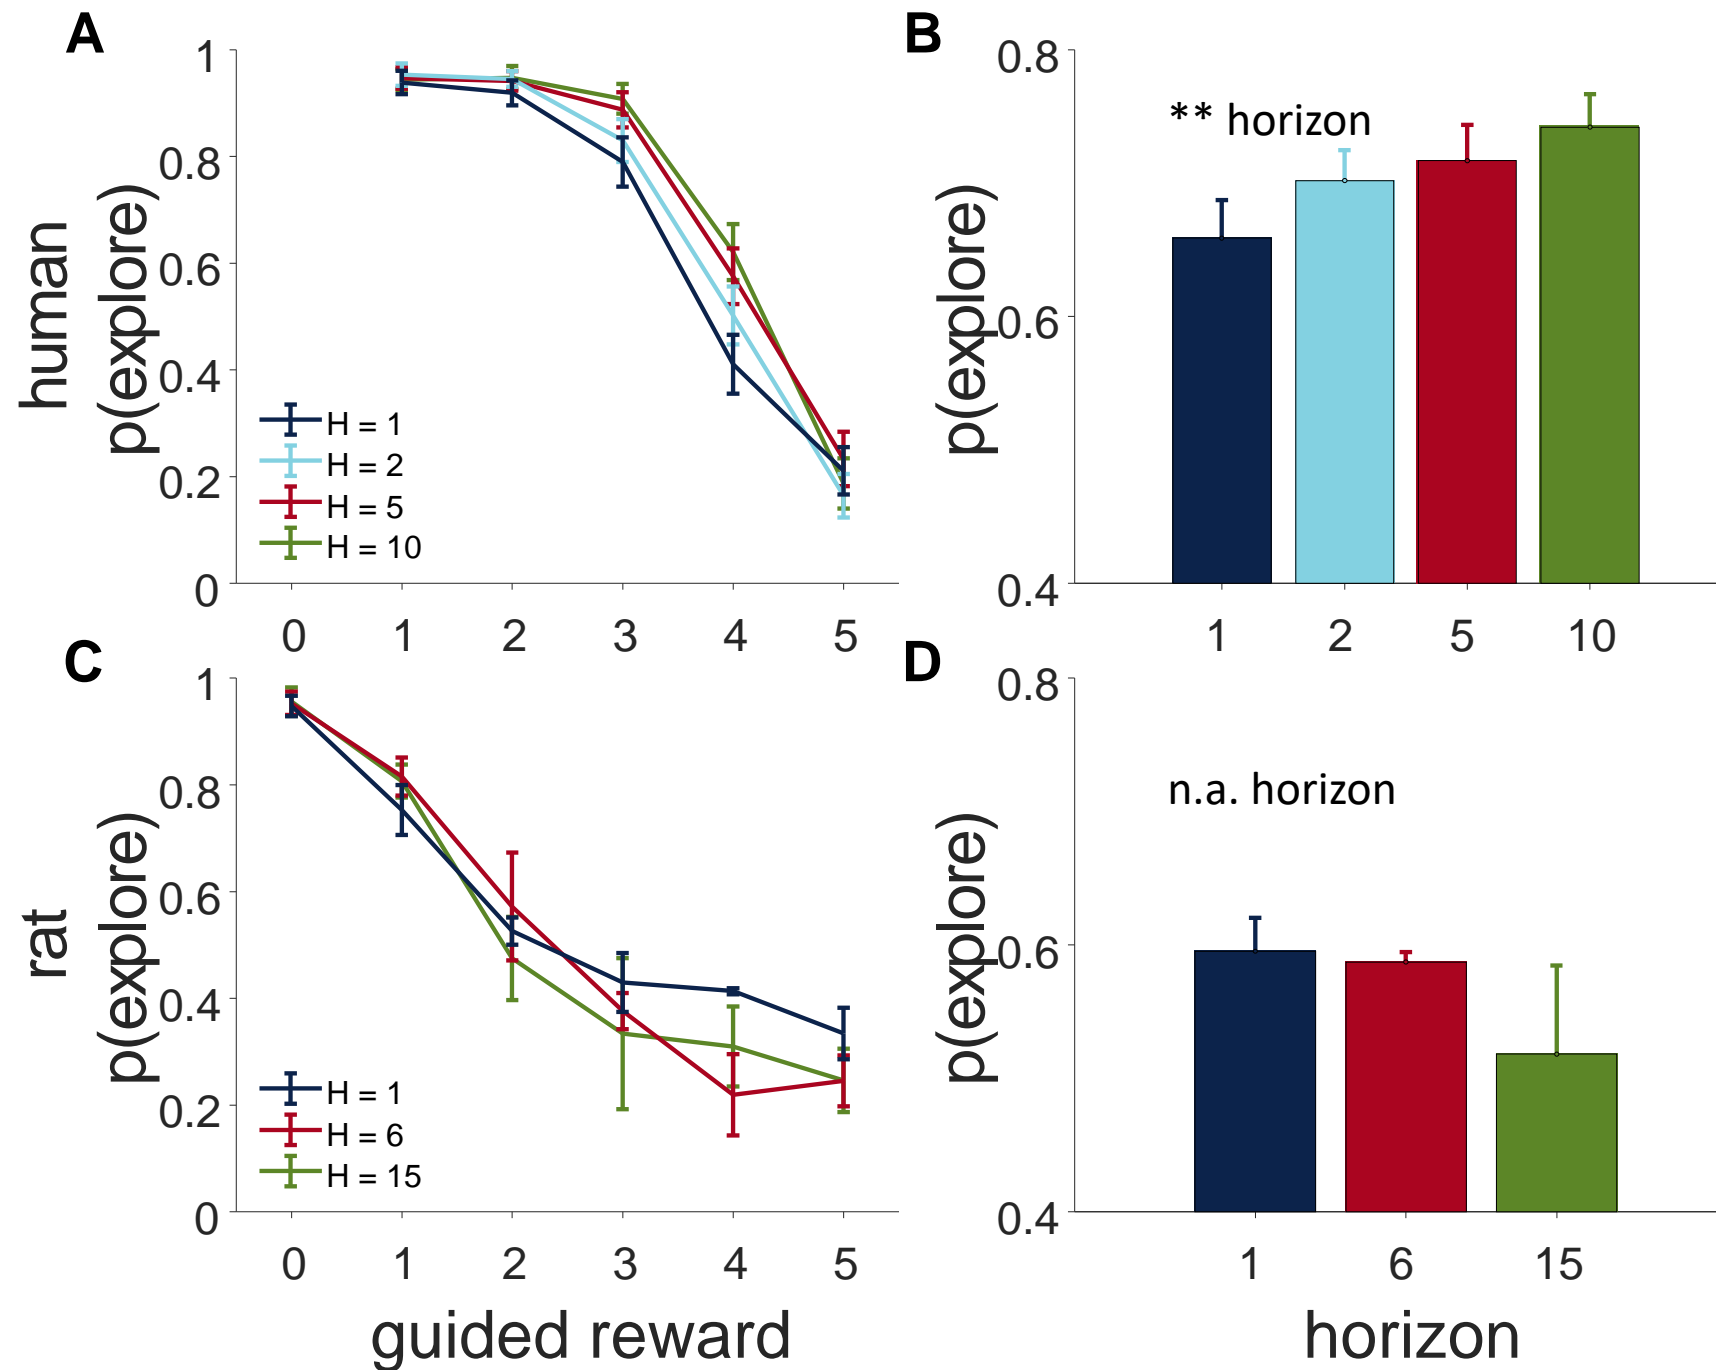 A
human
p(explore)
1
0.8
0.6
0.4
0.2
0
H = 1
H = 2
H = 5
H = 10
0 1 2 3 4 5
B
p(explore)
0.8
0.6
0.4
** horizon
1 2 5 10
C
rat
p(explore)
1
0.8
0.6
0.4
0.2
0
H = 1
H = 6
H = 15
0 1 2 3 4 5
guided reward
D
p(explore)
0.8
0.6
0.4
n.a. horizon
1 6 15
horizon